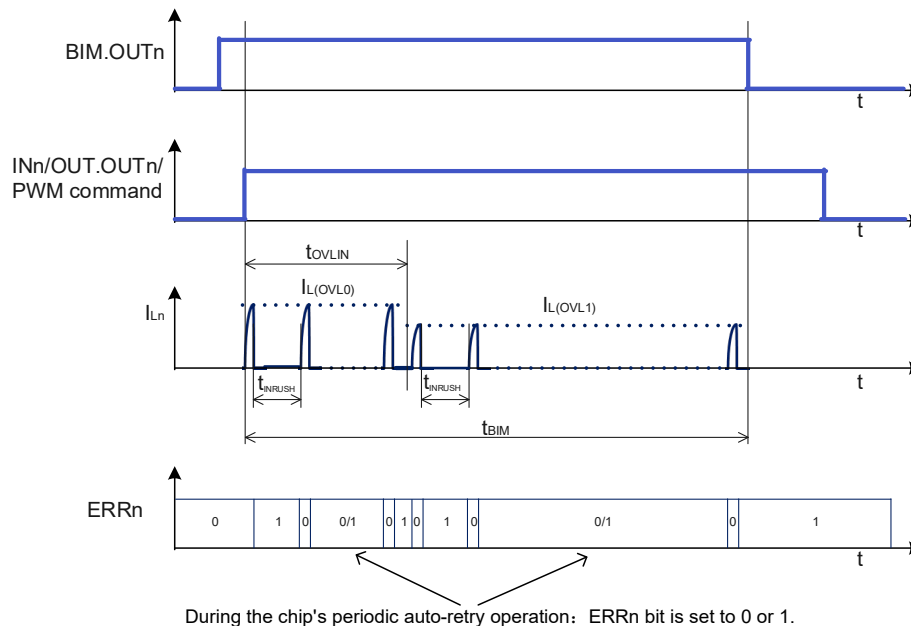 BIM.OUTn
t
INn/OUT.OUTn/
PWM command
t
tOVLIN
IL(OVL0)
IL(OVL1)
ILn
t
tINRUSH
tINRUSH
tBIM
ERRn
0 1 0 0/1 0 1 0 1 0 0/1 0 1
t
During the chip's periodic auto-retry operation: ERRn bit is set to 0 or 1.